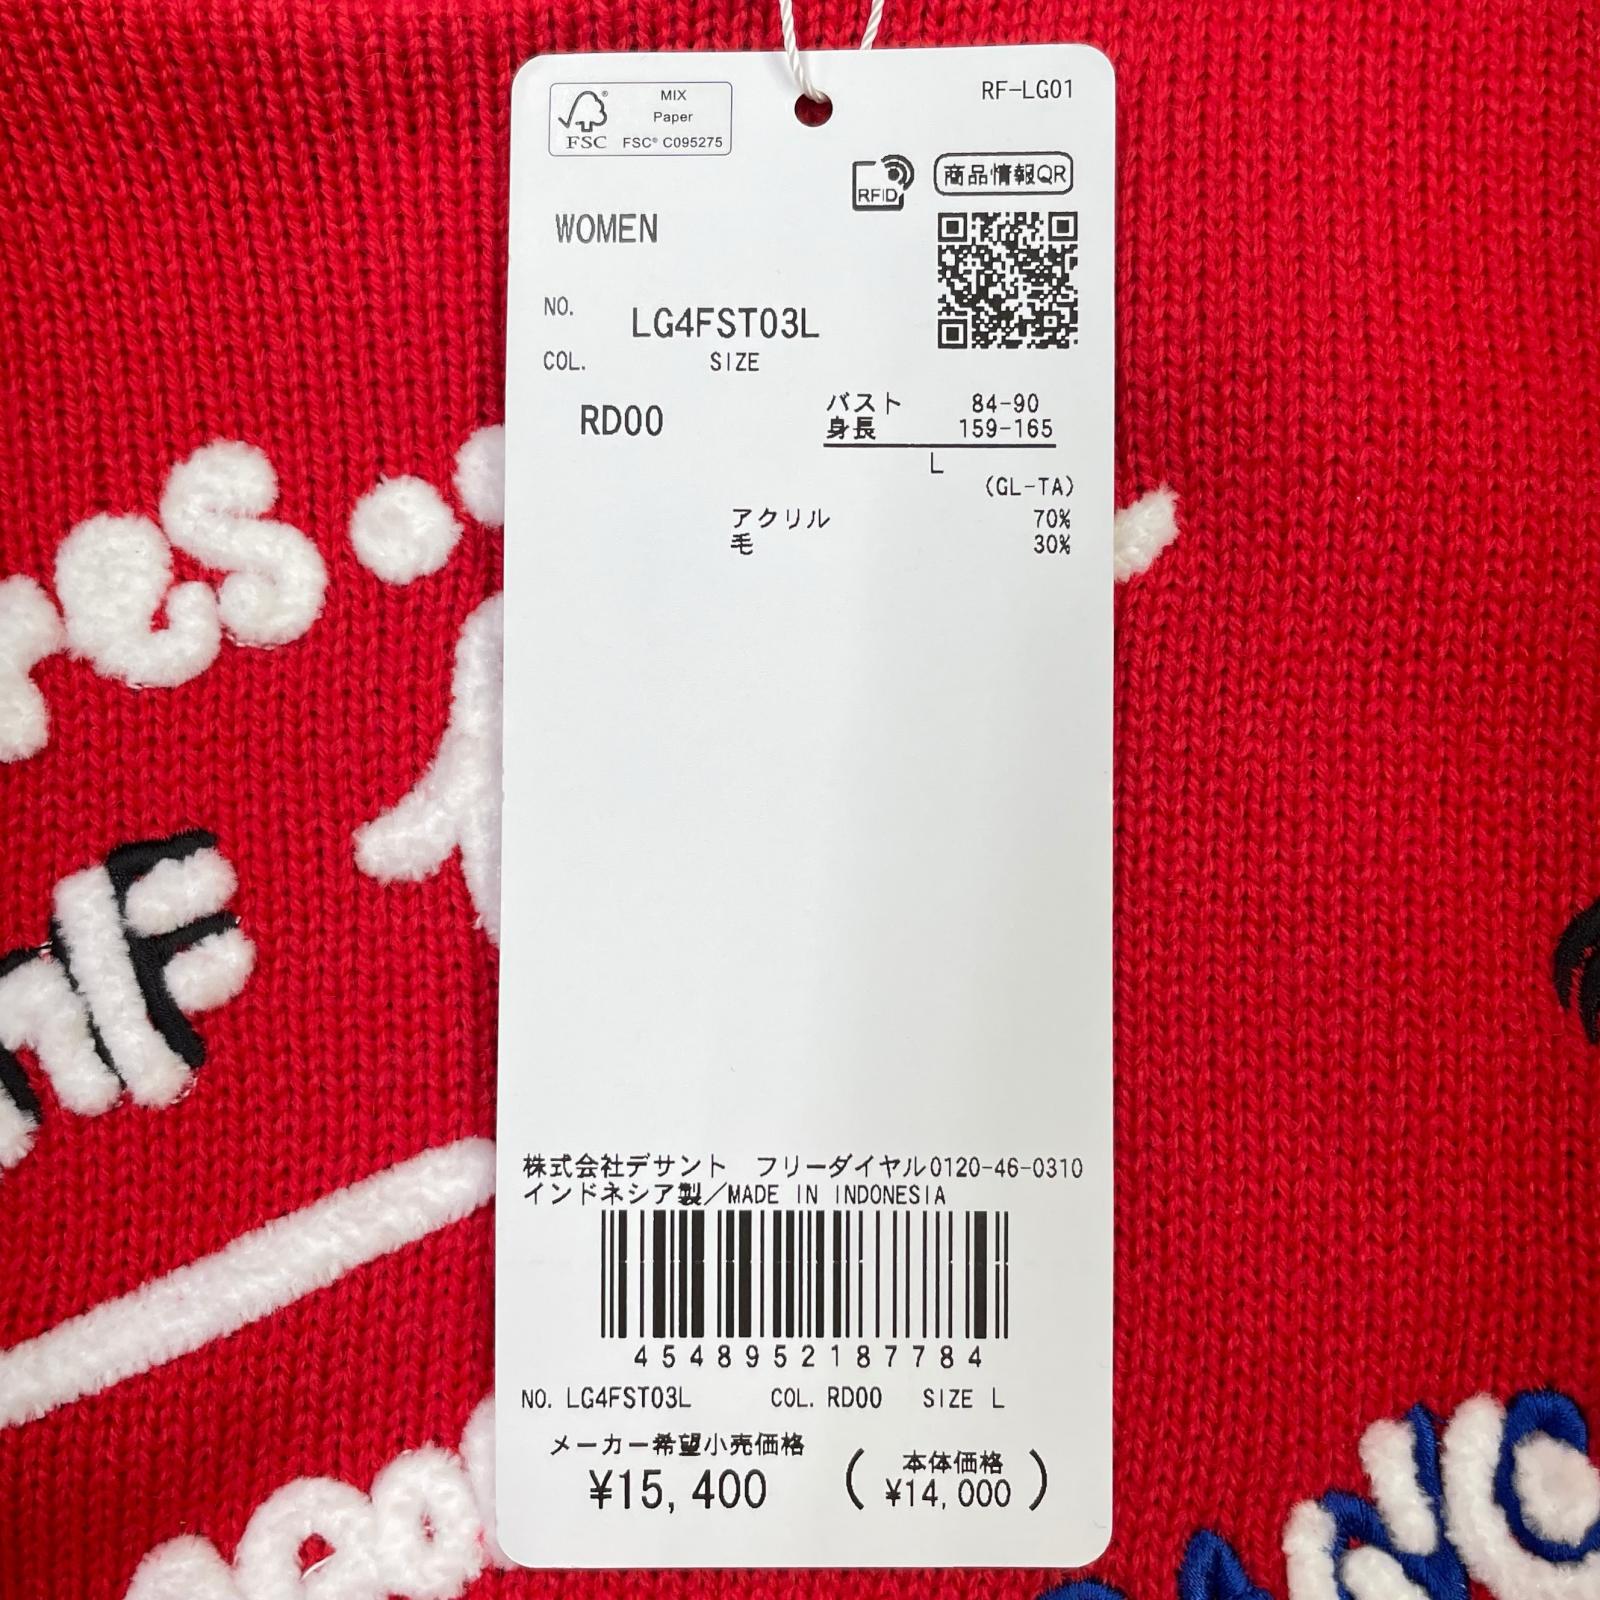 MIX
Paper
FSC
FSC® C095275
RF-LG01
RFID
商品情報QR
WOMEN
NO.
LG4FST03L
COL.
SIZE
RD00
バスト 84-90
身長 159-165
L
(GL-TA)
アクリル 70%
毛 30%
株式会社デサント フリーダイヤル0120-46-0310
インドネシア製/MADE IN INDONESIA
4548952187784
NO. LG4FST03L COL. RD00 SIZE L
メーカー希望小売価格
¥15,400
(本体価格
¥14,000)